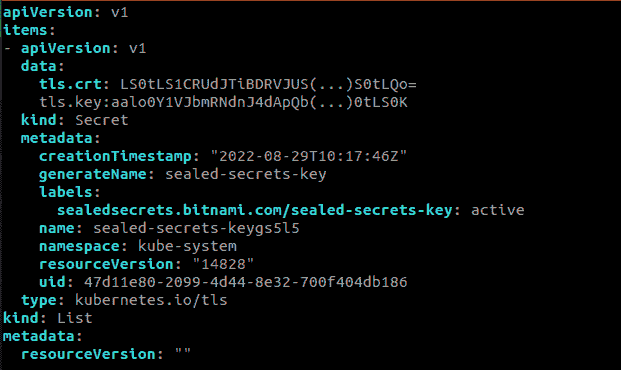 apiVersion: v1
items:
- apiVersion: v1
  data:
    tls.crt: LS0tLS1CRUdJTiBDRVJUS(...)S0tLQo=
    tls.key:aalo0Y1VJbmRNdnJ4dApQb(...)0tLS0K
  kind: Secret
  metadata:
    creationTimestamp: "2022-08-29T10:17:46Z"
    generateName: sealed-secrets-key
    labels:
      sealedsecrets.bitnami.com/sealed-secrets-key: active
    name: sealed-secrets-keygs5l5
    namespace: kube-system
    resourceVersion: "14828"
    uid: 47d11e80-2099-4d44-8e32-700f404db186
  type: kubernetes.io/tls
kind: List
metadata:
  resourceVersion: ""